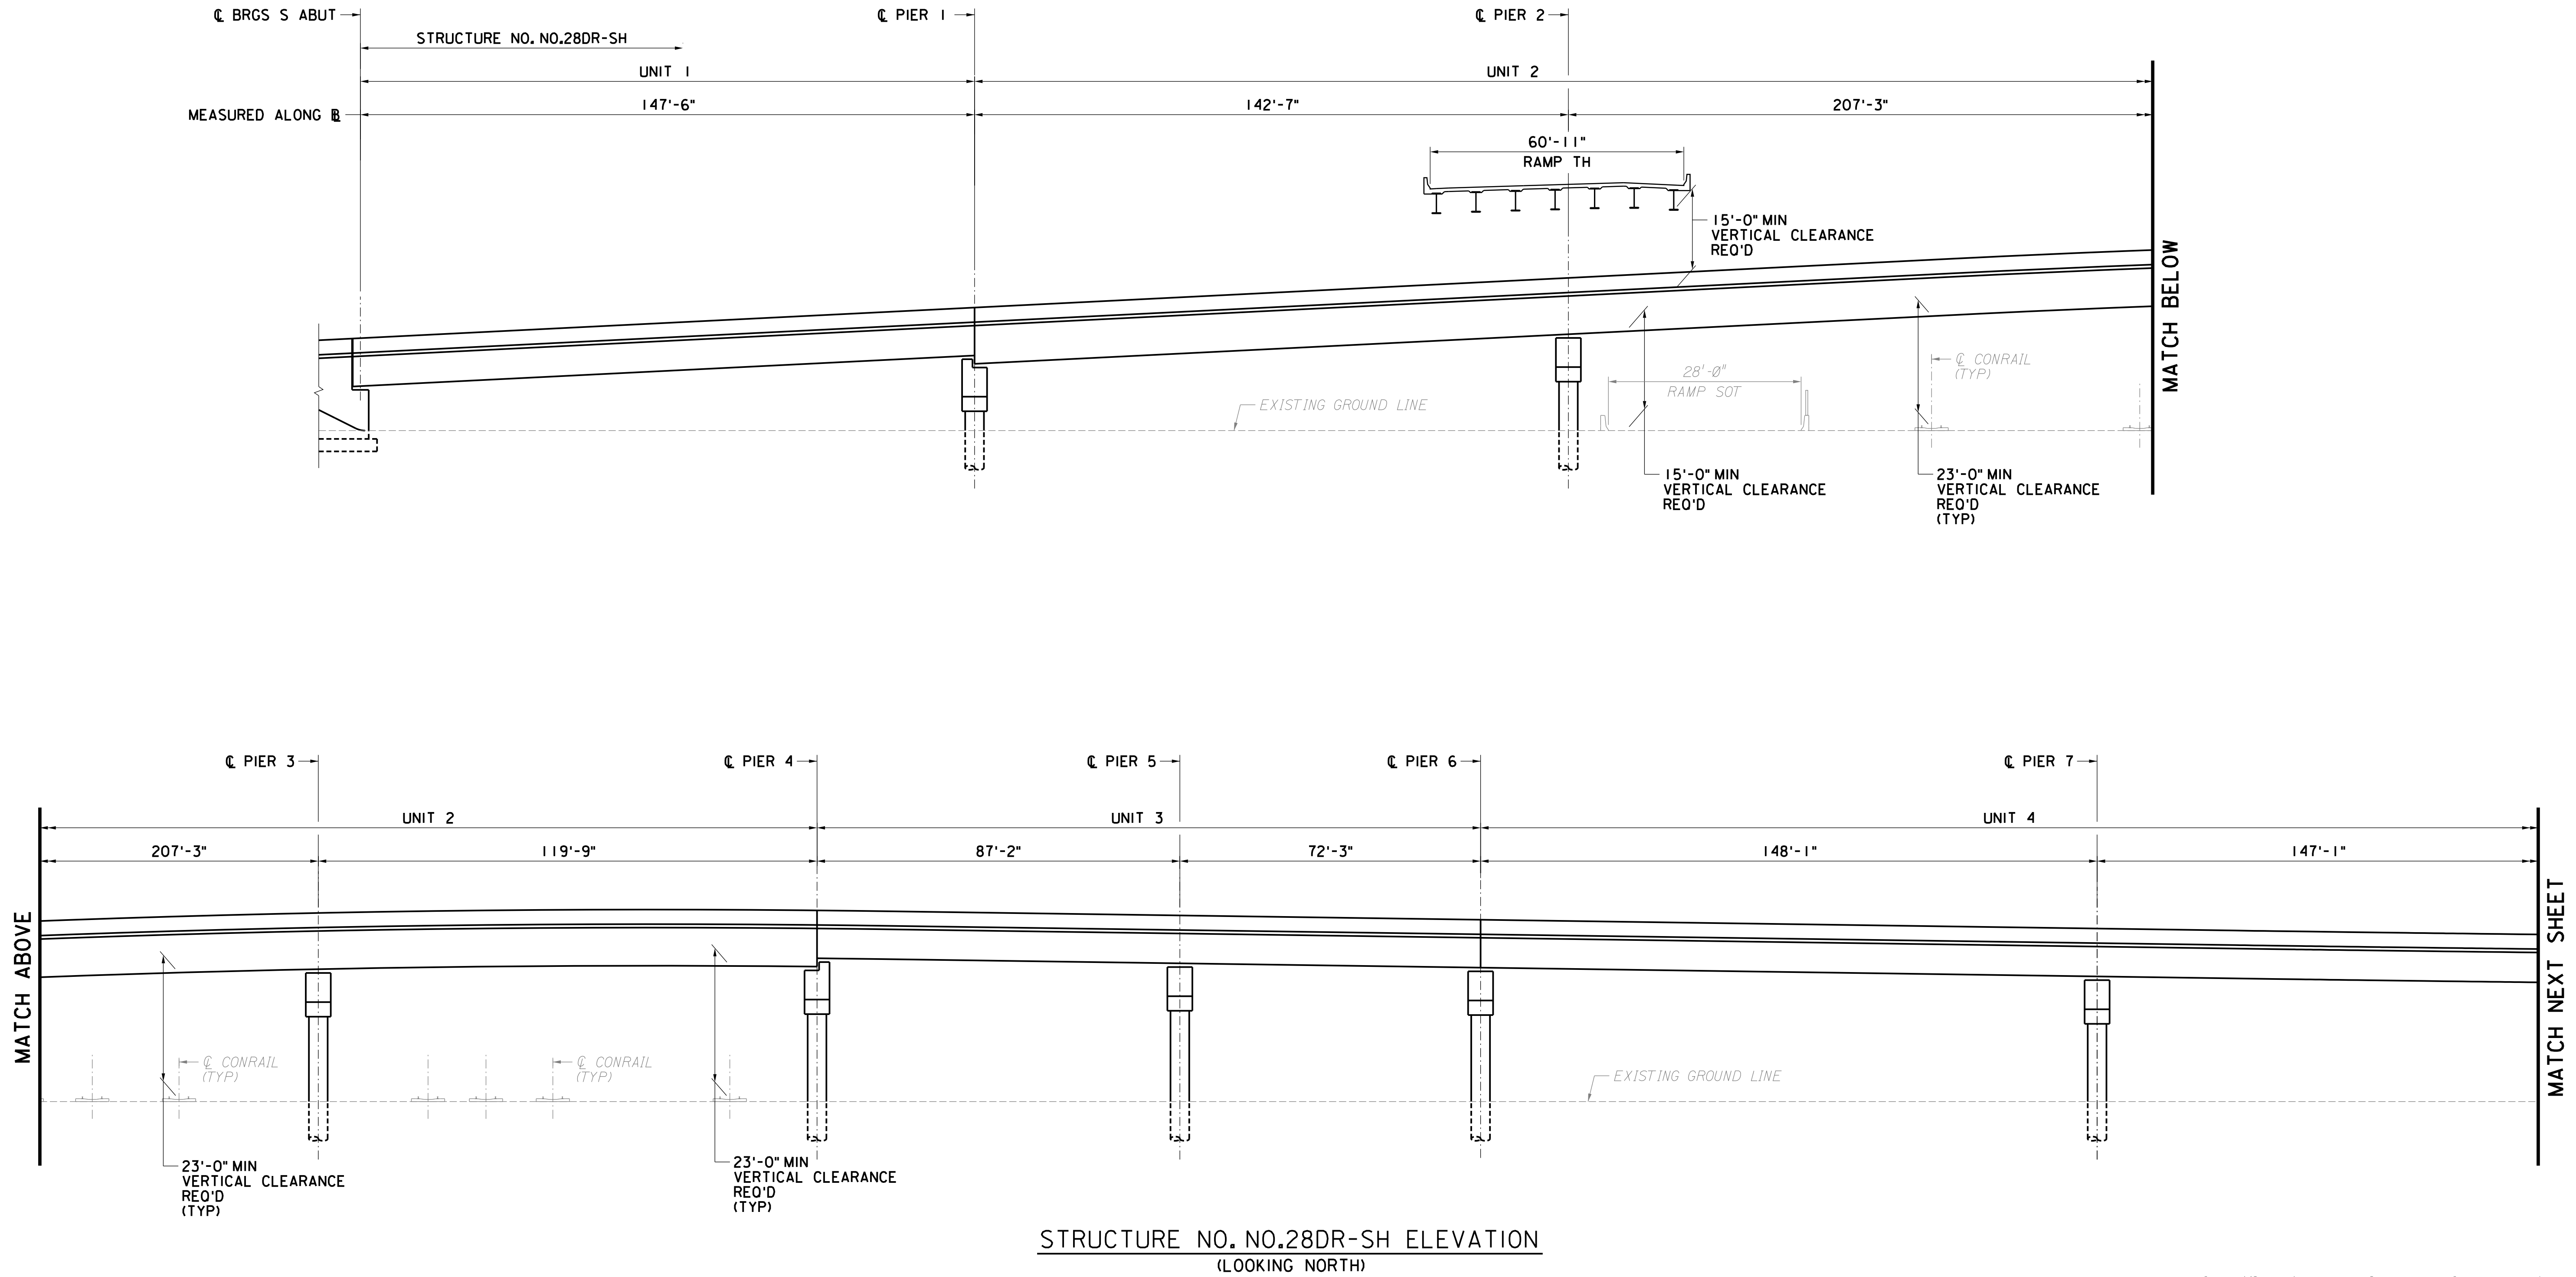 ℄ BRGS S ABUT
℄ PIER 1
℄ PIER 2
STRUCTURE NO. NO.28DR-SH
UNIT 1
UNIT 2
MEASURED ALONG ␢
147'-6"
142'-7"
207'-3"
60'-11"
RAMP TH
15'-0" MIN
VERTICAL CLEARANCE
REQ'D
MATCH BELOW
℄ CONRAIL
(TYP)
28'-0"
RAMP SOT
EXISTING GROUND LINE
15'-0" MIN
VERTICAL CLEARANCE
REQ'D
23'-0" MIN
VERTICAL CLEARANCE
REQ'D
(TYP)
℄ PIER 3
℄ PIER 4
℄ PIER 5
℄ PIER 6
℄ PIER 7
UNIT 2
UNIT 3
UNIT 4
207'-3"
119'-9"
87'-2"
72'-3"
148'-1"
147'-1"
MATCH ABOVE
MATCH NEXT SHEET
℄ CONRAIL
(TYP)
℄ CONRAIL
(TYP)
EXISTING GROUND LINE
23'-0" MIN
VERTICAL CLEARANCE
REQ'D
(TYP)
23'-0" MIN
VERTICAL CLEARANCE
REQ'D
(TYP)
STRUCTURE NO. NO.28DR-SH ELEVATION
(LOOKING NORTH)